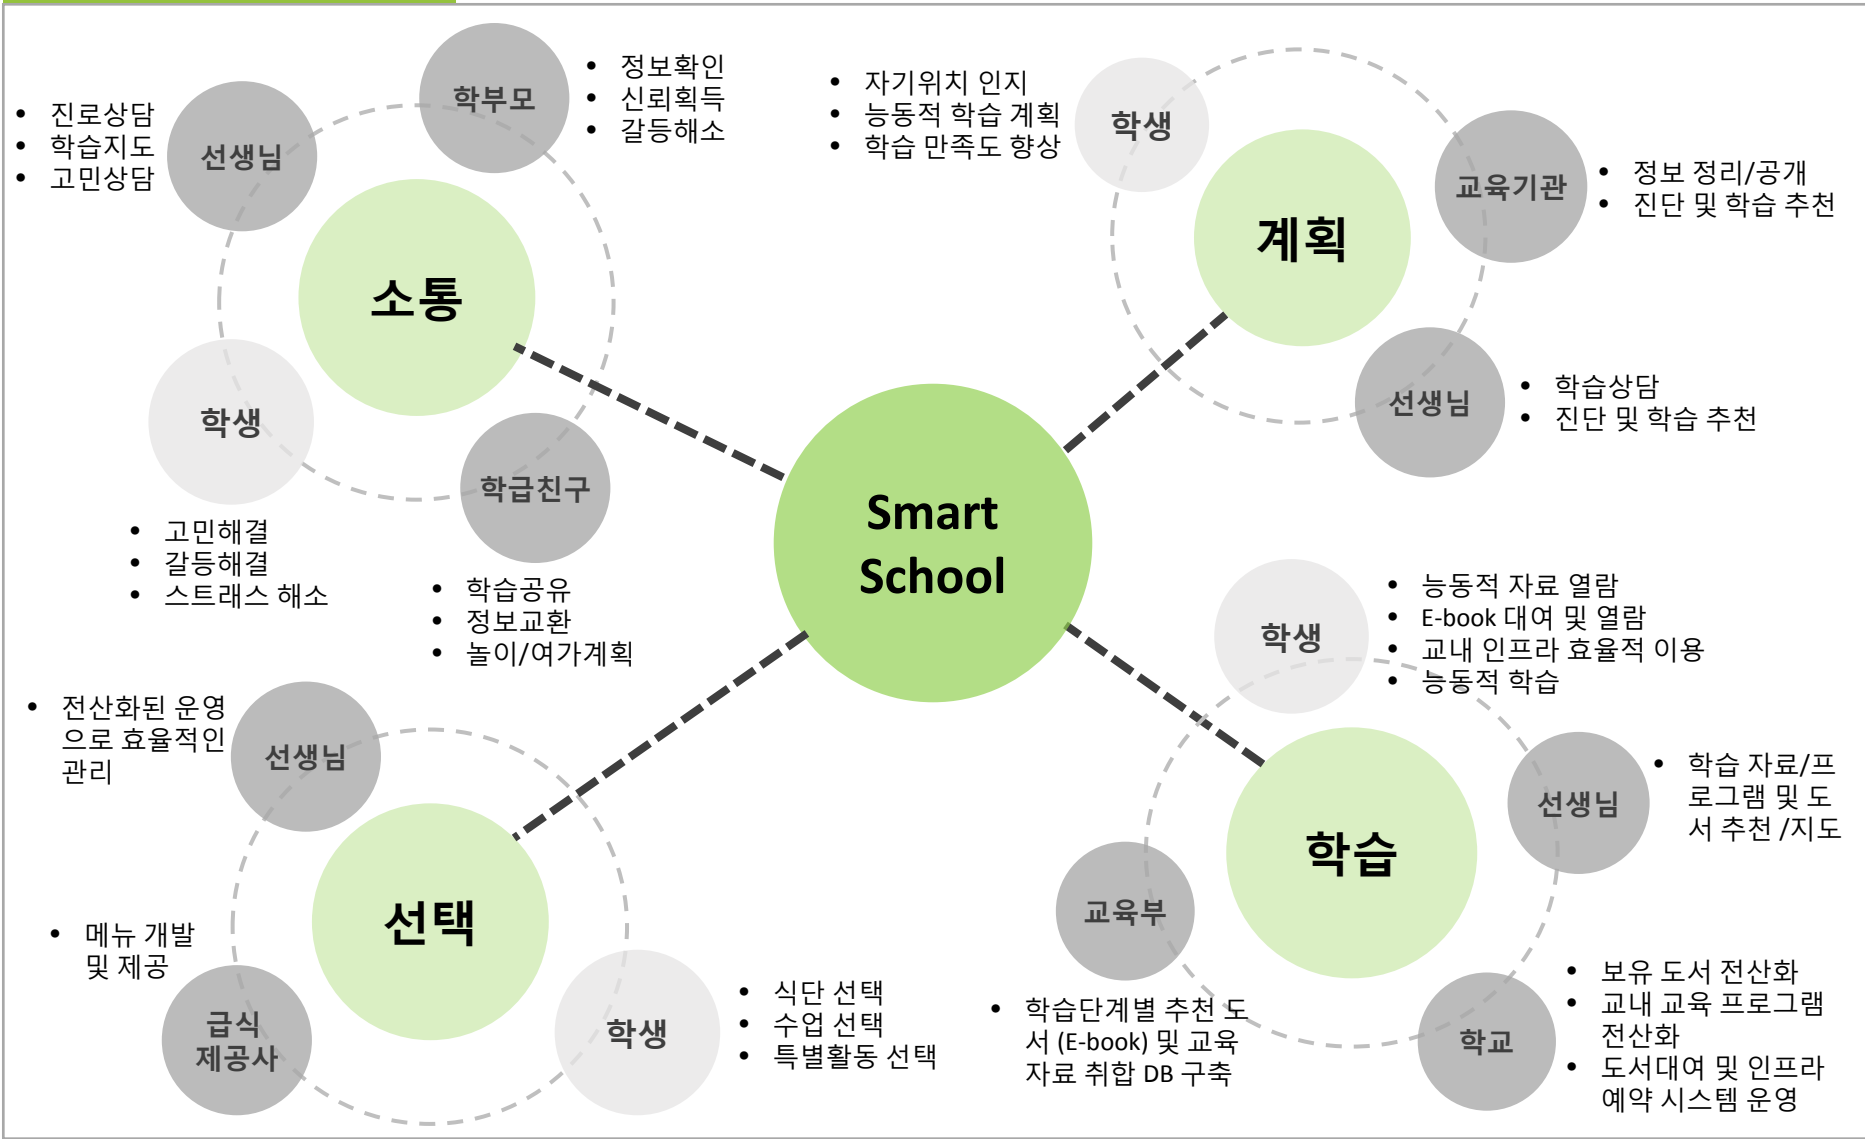 학부모
• 정보확인
• 신뢰획득
• 갈등해소
• 진로상담
• 학습지도
• 고민상담
선생님
소통
학생
• 고민해결
• 갈등해결
• 스트래스 해소
학급친구
• 학습공유
• 정보교환
• 놀이/여가계획
• 자기위치 인지
• 능동적 학습 계획
• 학습 만족도 향상
학생
계획
교육기관
• 정보 정리/공개
• 진단 및 학습 추천
선생님
• 학습상담
• 진단 및 학습 추천
Smart
School
• 전산화된 운영
으로 효율적인
관리
선생님
선택
• 메뉴 개발
및 제공
급식
제공사
학생
• 식단 선택
• 수업 선택
• 특별활동 선택
학생
• 능동적 자료 열람
• E-book 대여 및 열람
• 교내 인프라 효율적 이용
• 능동적 학습
선생님
• 학습 자료/프
로그램 및 도
서 추천 /지도
학습
교육부
• 학습단계별 추천 도
서 (E-book) 및 교육
자료 취합 DB 구축
학교
• 보유 도서 전산화
• 교내 교육 프로그램
전산화
• 도서대여 및 인프라
예약 시스템 운영